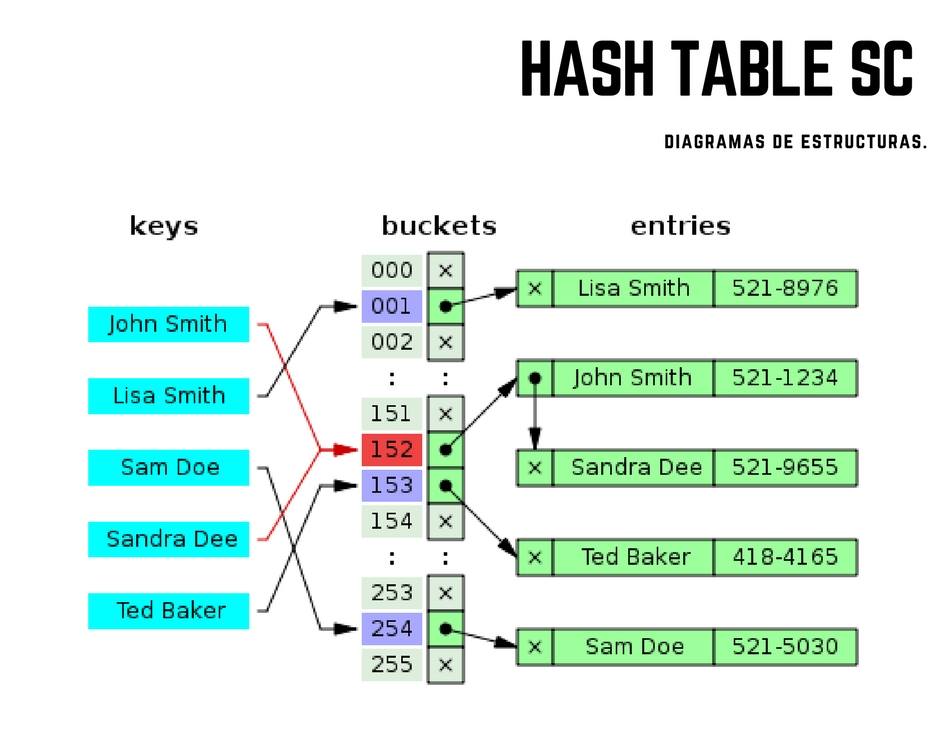 HASH TABLE SC
DIAGRAMAS DE ESTRUCTURAS.
keys
buckets
entries
John Smith
Lisa Smith
Sam Doe
Sandra Dee
Ted Baker
000 ×
001
002 ×
: :
151 ×
152
153
154 ×
: :
253 ×
254
255 ×
× Lisa Smith 521-8976
John Smith 521-1234
× Sandra Dee 521-9655
× Ted Baker 418-4165
× Sam Doe 521-5030